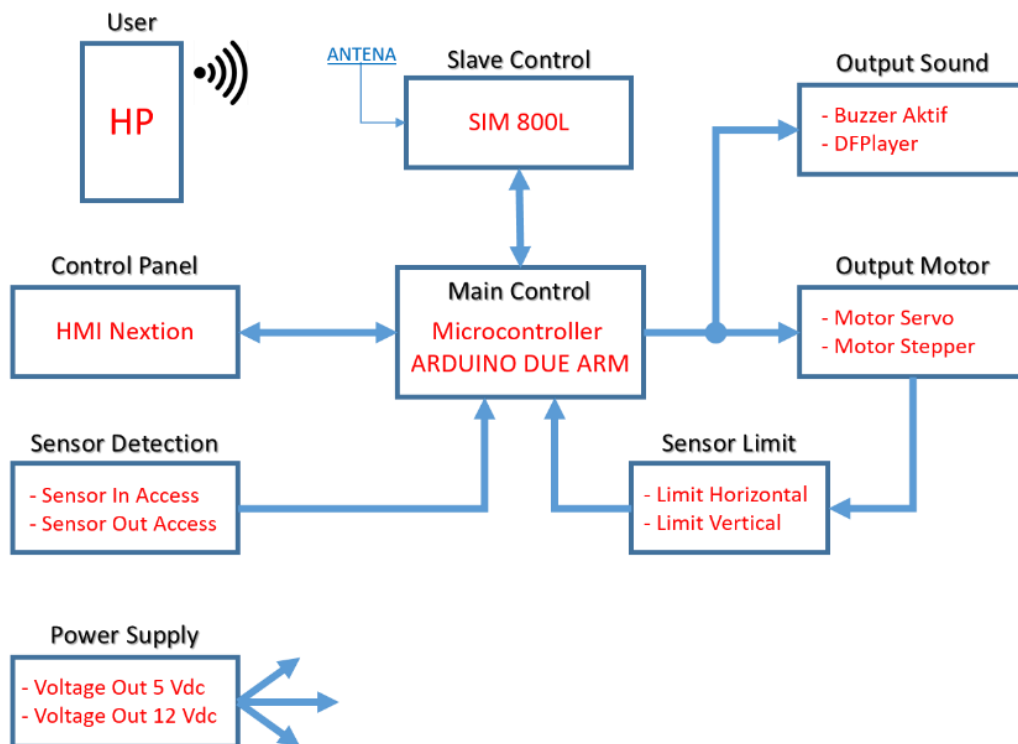 User
HP
ANTENA
Slave Control
SIM 800L
Output Sound
- Buzzer Aktif
- DFPlayer
Control Panel
HMI Nextion
Main Control
Microcontroller
ARDUINO DUE ARM
Output Motor
- Motor Servo
- Motor Stepper
Sensor Detection
- Sensor In Access
- Sensor Out Access
Sensor Limit
- Limit Horizontal
- Limit Vertical
Power Supply
- Voltage Out 5 Vdc
- Voltage Out 12 Vdc